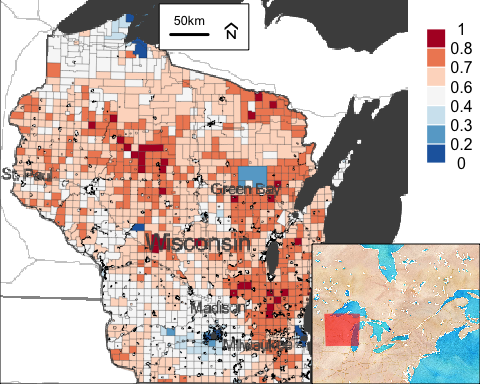 50km
N
1
0.8
0.7
0.6
0.4
0.3
0.2
0
St. Paul
Green Bay
Wisconsin
Madison
Milwaukee